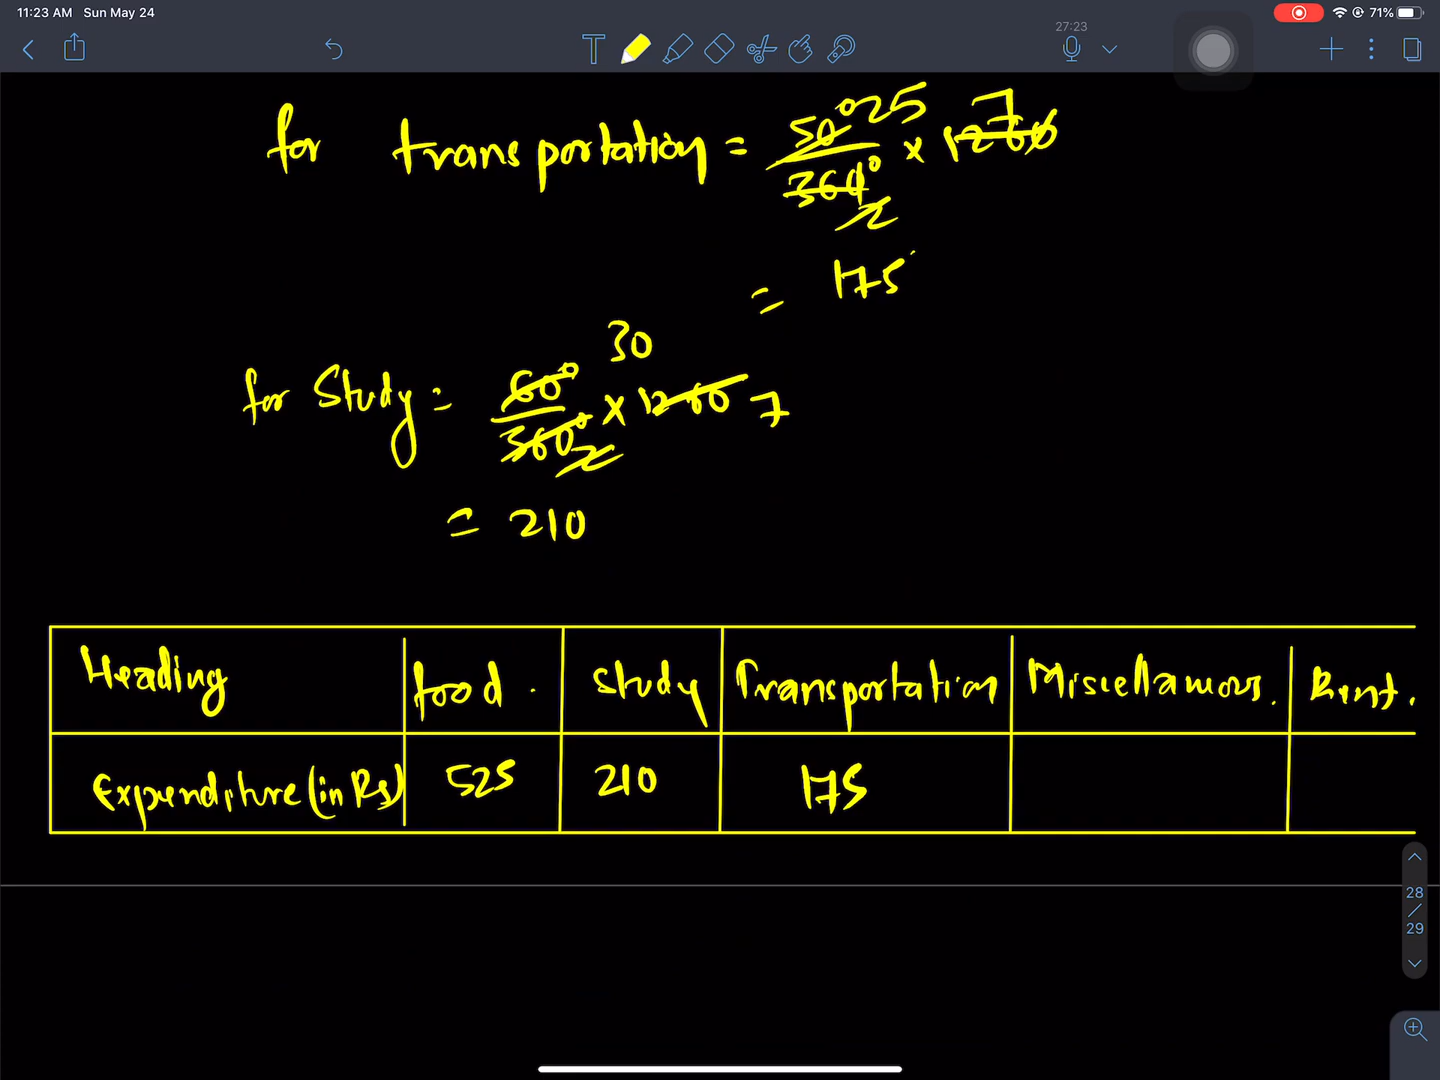 11:23 AM Sun May 24
71%
27:23
for transportation = 50°/360° × 1260 25 2 7
= 175
30
for Study = 60°/360° × 1260 7
2
= 210
Heading food. study Transportation Miscellamous. Rent.
Expenditure (in Rs) 525 210 175
28
/
29